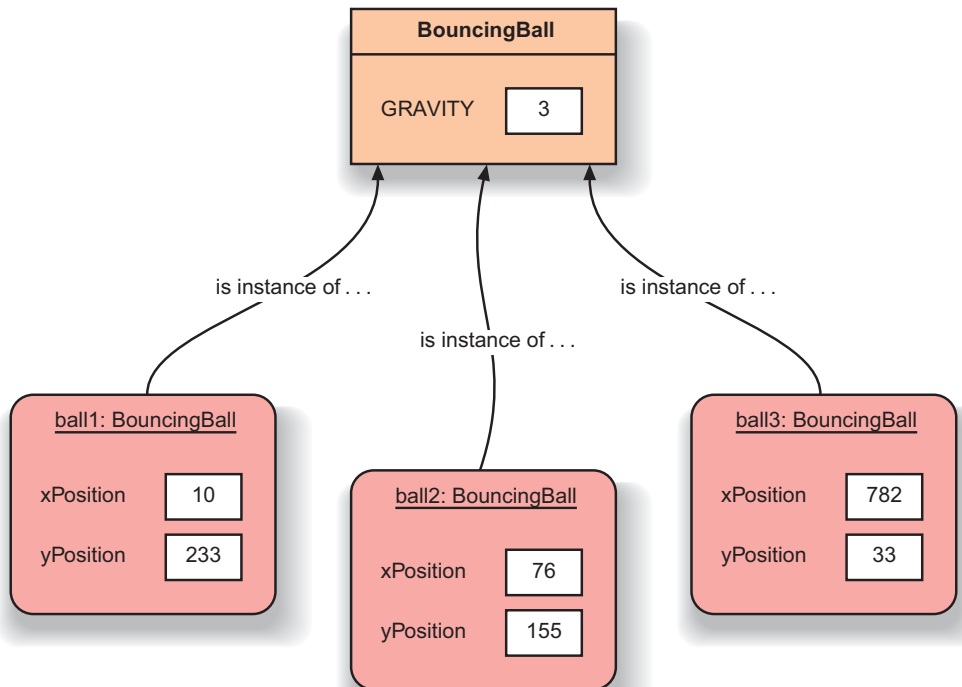 BouncingBall
GRAVITY 3
is instance of . . .
is instance of . . .
is instance of . . .
ball1: BouncingBall
xPosition 10
yPosition 233
ball2: BouncingBall
xPosition 76
yPosition 155
ball3: BouncingBall
xPosition 782
yPosition 33